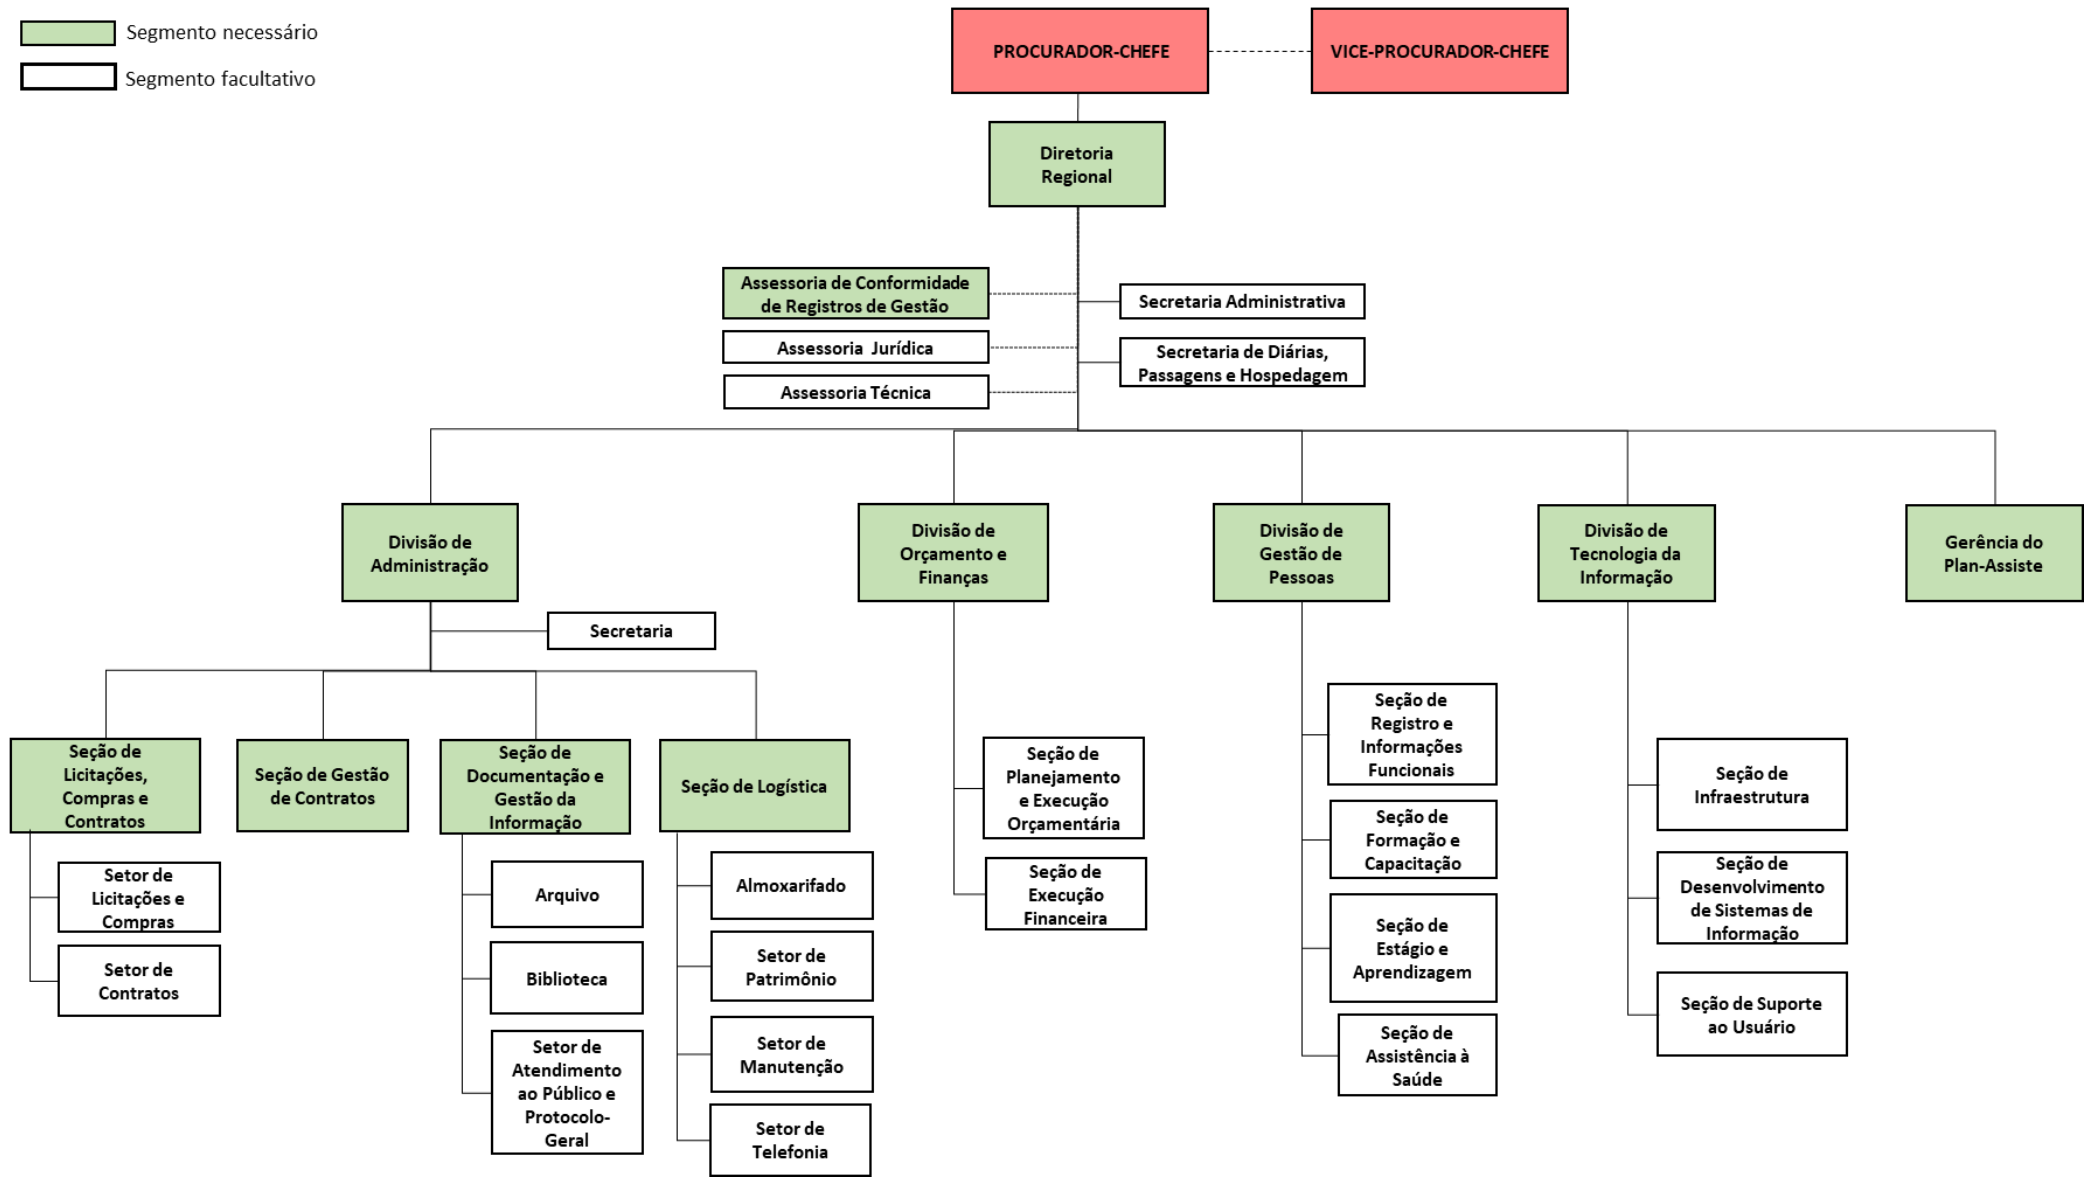 Segmento necessário
Segmento facultativo
PROCURADOR-CHEFE
VICE-PROCURADOR-CHEFE
Diretoria
Regional
Assessoria de Conformidade
de Registros de Gestão
Assessoria Jurídica
Assessoria Técnica
Secretaria Administrativa
Secretaria de Diárias,
Passagens e Hospedagem
Divisão de
Administração
Divisão de
Orçamento e
Finanças
Divisão de
Gestão de
Pessoas
Divisão de
Tecnologia da
Informação
Gerência do
Plan-Assiste
Secretaria
Seção de
Licitações,
Compras e
Contratos
Seção de Gestão
de Contratos
Seção de
Documentação e
Gestão da
Informação
Seção de Logística
Setor de
Licitações e
Compras
Setor de
Contratos
Arquivo
Biblioteca
Setor de
Atendimento
ao Público e
Protocolo-
Geral
Almoxarifado
Setor de
Patrimônio
Setor de
Manutenção
Setor de
Telefonia
Seção de
Planejamento
e Execução
Orçamentária
Seção de
Execução
Financeira
Seção de
Registro e
Informações
Funcionais
Seção de
Formação e
Capacitação
Seção de
Estágio e
Aprendizagem
Seção de
Assistência à
Saúde
Seção de
Infraestrutura
Seção de
Desenvolvimento
de Sistemas de
Informação
Seção de Suporte
ao Usuário